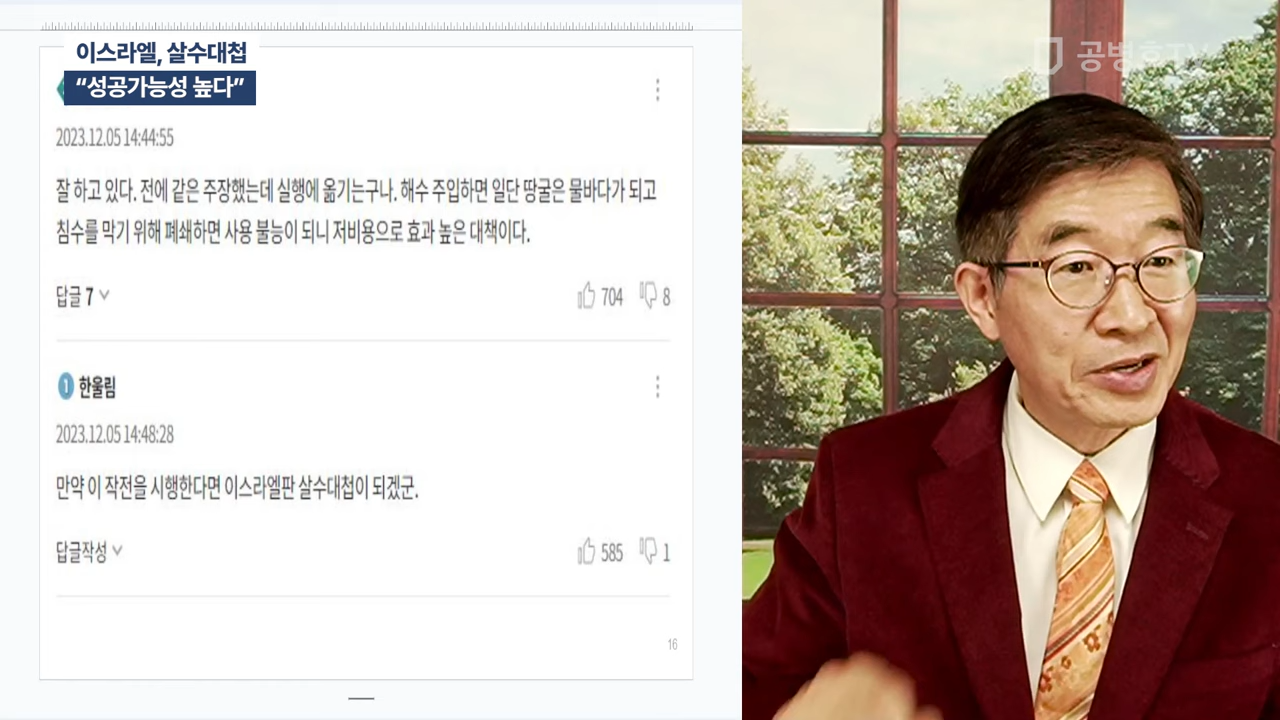 이스라엘, 살수대첩
“성공가능성 높다”
공병호TV
2023.12.05 14:44:55
잘 하고 있다. 전에 같은 주장했는데 실행에 옮기는구나. 해수 주입하면 일단 땅굴은 물바다가 되고
침수를 막기 위해 폐쇄하면 사용 불능이 되니 저비용으로 효과 높은 대책이다.
답글 7
704 8
1 한울림
2023.12.05 14:48:28
만약 이 작전을 시행한다면 이스라엘판 살수대첩이 되겠군.
답글작성
585 1
16